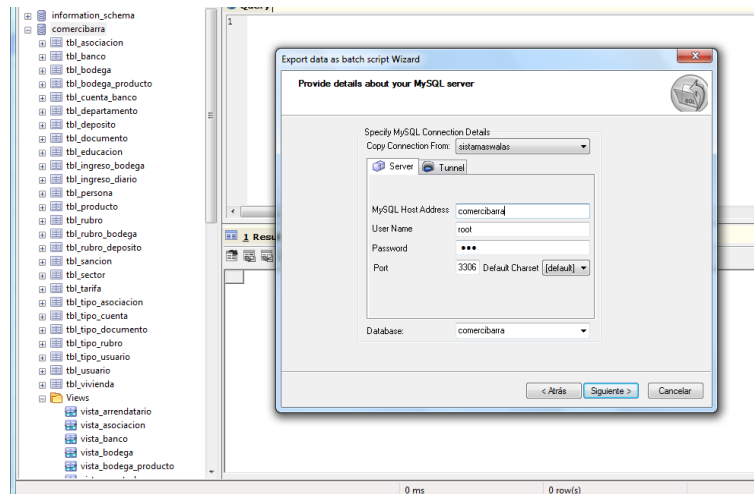 information_schema
comercibarra
tbl_asociacion
tbl_banco
tbl_bodega
tbl_bodega_producto
tbl_cuenta_banco
tbl_departamento
tbl_deposito
tbl_documento
tbl_educacion
tbl_ingreso_bodega
tbl_ingreso_diario
tbl_persona
tbl_producto
tbl_rubro
tbl_rubro_bodega
tbl_rubro_deposito
tbl_sancion
tbl_sector
tbl_tarifa
tbl_tipo_asociacion
tbl_tipo_cuenta
tbl_tipo_documento
tbl_tipo_rubro
tbl_tipo_usuario
tbl_usuario
tbl_vivienda
Views
vista_arrendatario
vista_asociacion
vista_banco
vista_bodega
vista_bodega_producto
Query
1
1 Resu
Export data as batch script Wizard
Provide details about your MySQL server
SQL
Specify MySQL Connection Details
Copy Connection From: sistamaswalas
Server Tunnel
MySQL Host Address comercibarra
User Name root
Password •••
Port 3306 Default Charset [default]
Database: comercibarra
< Atrás Siguiente > Cancelar
0 ms 0 row(s)